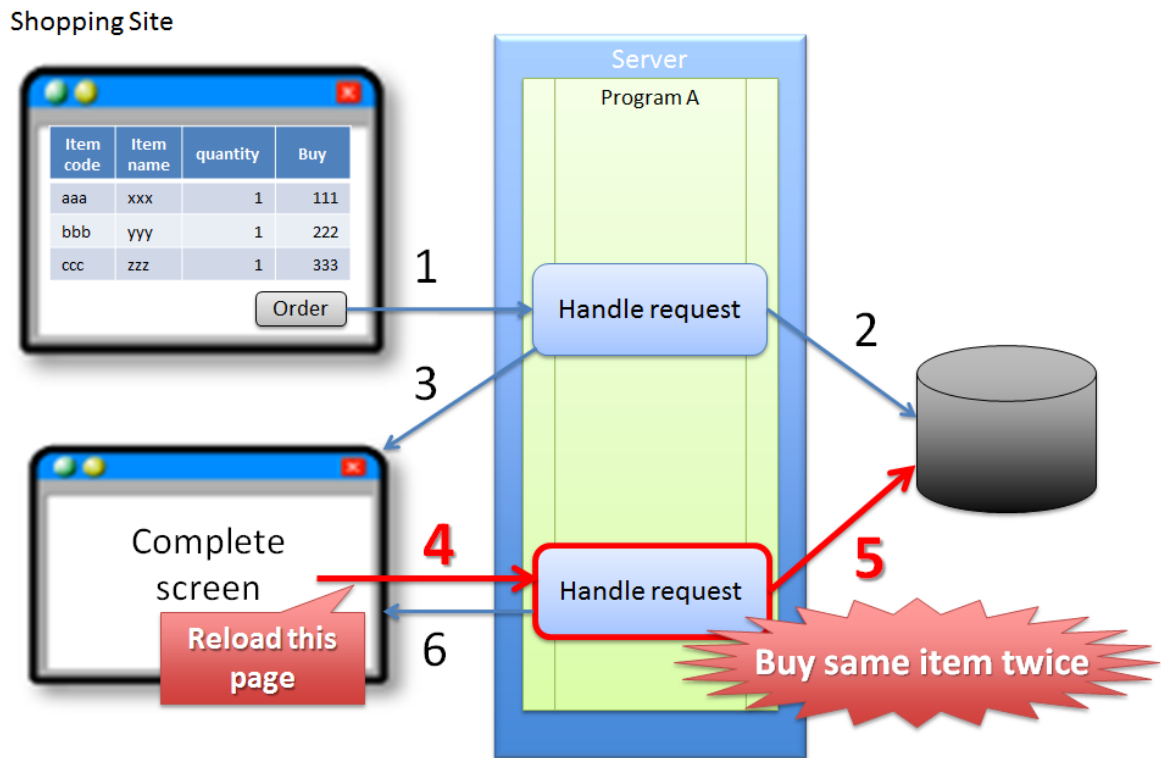 Shopping Site
Server
Program A
Item code
Item name
quantity
Buy
aaa xxx 1 111
bbb yyy 1 222
ccc zzz 1 333
Order
1
Handle request
2
3
Complete
screen
4
Handle request
5
Reload this
page
6
Buy same item twice